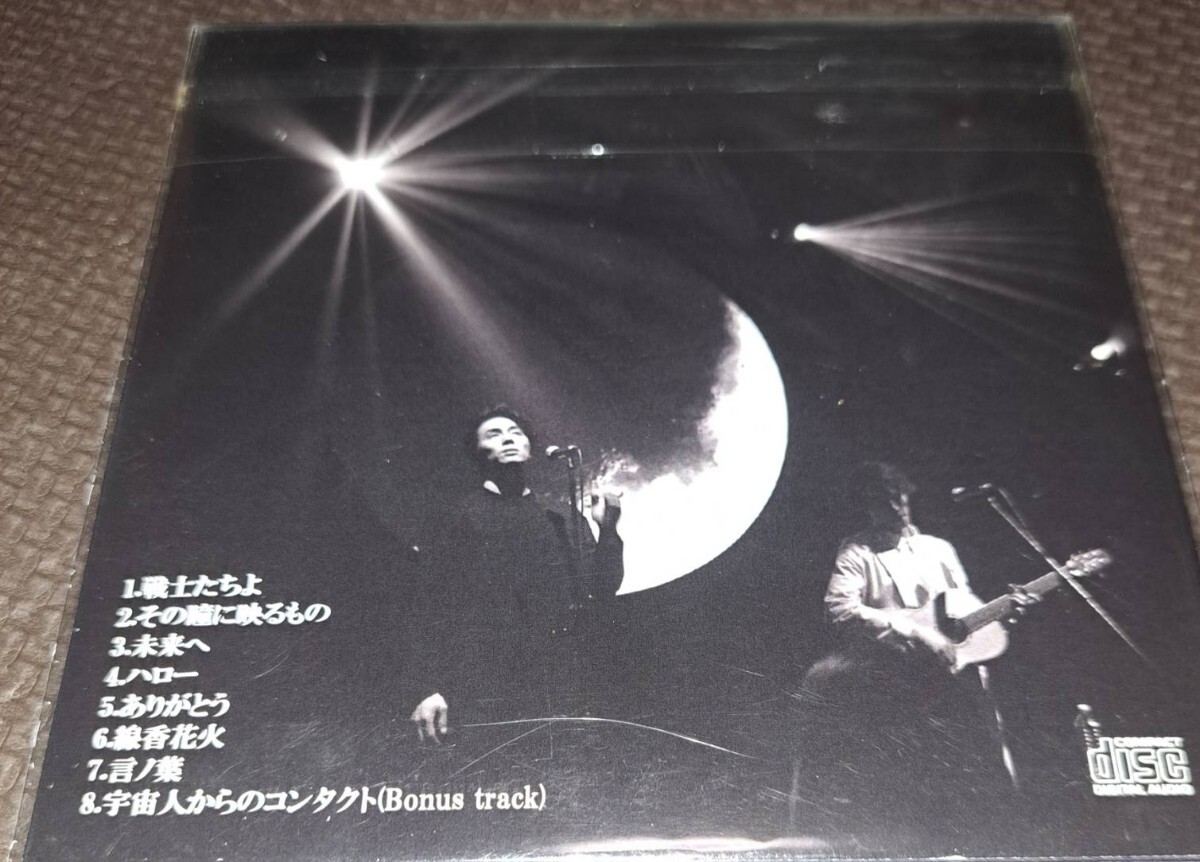 1.戦士たちよ
2.その瞳に映るもの
3.未来へ
4.ハロー
5.ありがとう
6.線香花火
7.言ノ葉
8.宇宙人からのコンタクト(Bonus track)
COMPACT
disc
DIGITAL AUDIO